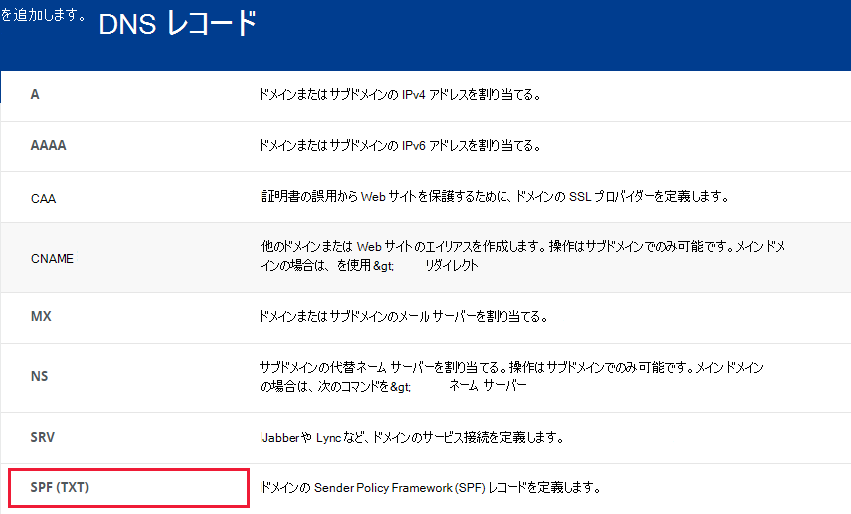 を追加します。 DNS レコード
A ドメインまたはサブドメインの IPv4 アドレスを割り当てる。
AAAA ドメインまたはサブドメインの IPv6 アドレスを割り当てる。
CAA 証明書の誤用から Web サイトを保護するために、ドメインの SSL プロバイダーを定義します。
CNAME 他のドメインまたは Web サイトのエイリアスを作成します。操作はサブドメインでのみ可能です。メイン ドメ
インの場合は、 を使用&gt; リダイレクト
MX ドメインまたはサブドメインのメール サーバーを割り当てる。
NS サブドメインの代替ネーム サーバーを割り当てる。操作はサブドメインでのみ可能です。メイン ドメイン
の場合は、次のコマンドを&gt; ネーム サーバー
SRV Jabber や Lync など、ドメインのサービス接続を定義します。
SPF (TXT) ドメインの Sender Policy Framework (SPF) レコードを定義します。